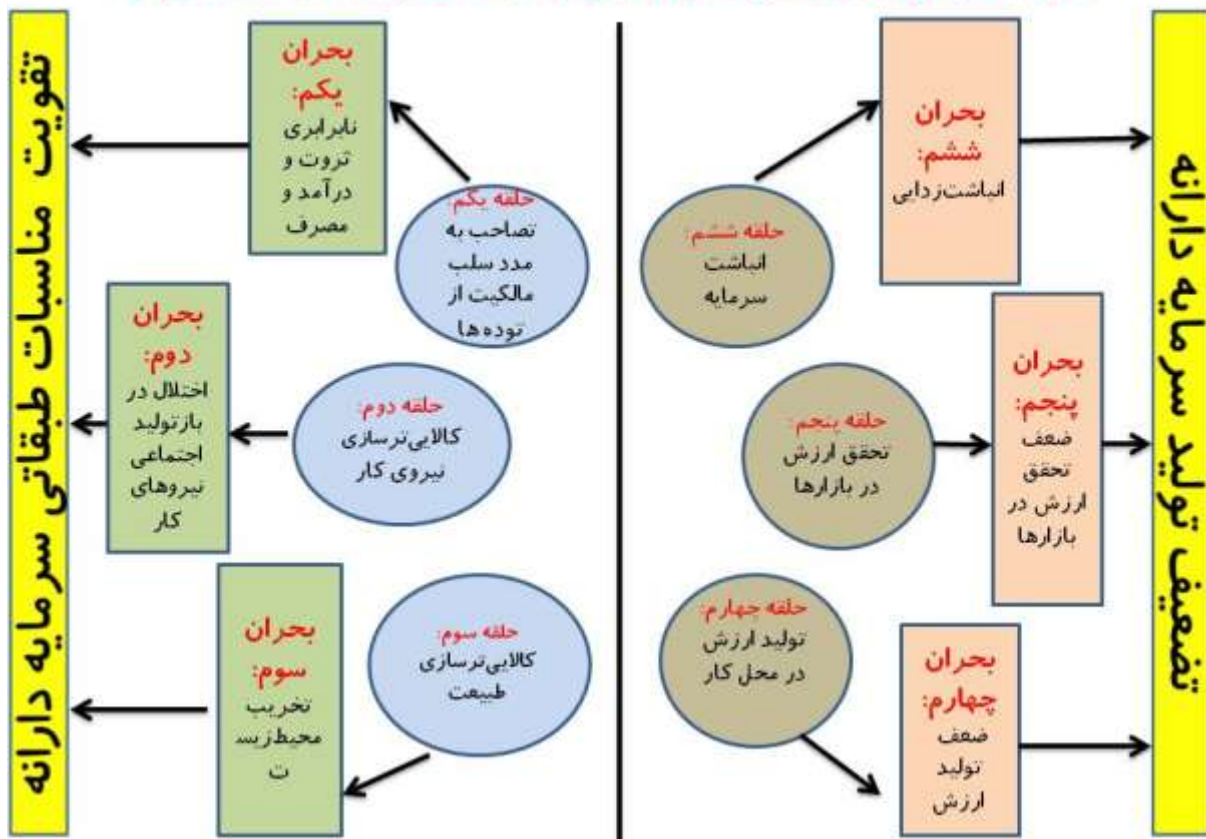 تضعیف تولید سرمایه دارانه
بحران
ششم:
انباشت‌زدایی
حلقه ششم:
انباشت
سرمایه
بحران
پنجم:
ضعف
تحقق
ارزش در
بازارها
حلقه پنجم:
تحقق ارزش
در بازارها
بحران
چهارم:
ضعف
تولید
ارزش
حلقه چهارم:
تولید ارزش
در محل کار
حلقه یکم:
تصاحب به
مدد سلب
مالکیت از
توده‌ها
بحران
یکم:
نابرابری
ثروت و
درآمد و
مصرف
حلقه دوم:
کالایی‌ترسازی
نیروی کار
بحران
دوم:
اختلال در
بازتولید
اجتماعی
نیروهای
کار
حلقه سوم:
کالایی‌ترسازی
طبیعت
بحران
سوم:
تخریب
محیط‌زیس
ت
تقویت مناسبات طبقاتی سرمایه دارانه